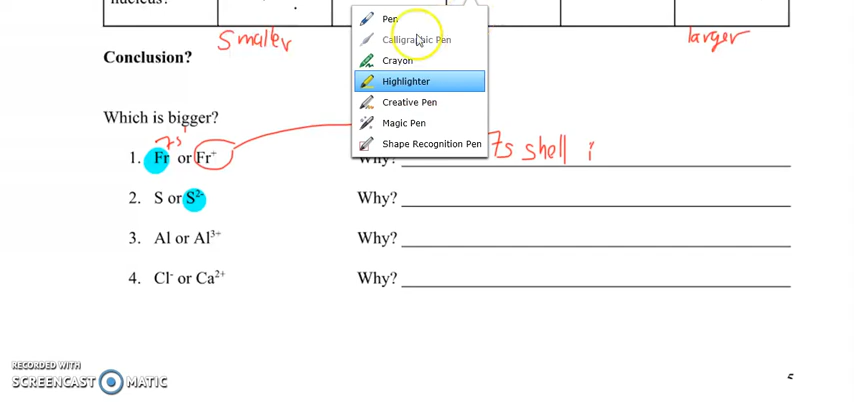 nucleus?
Smaller
larger
Conclusion?
Pen
Calligraphic Pen
Crayon
Highlighter
Creative Pen
Magic Pen
Shape Recognition Pen
Which is bigger?
7s¹
1. Fr or Fr⁺ Why? 7s shell i
2. S or S²⁻ Why?
3. Al or Al³⁺ Why?
4. Cl⁻ or Ca²⁺ Why?
RECORDED WITH
SCREENCAST MATIC
5